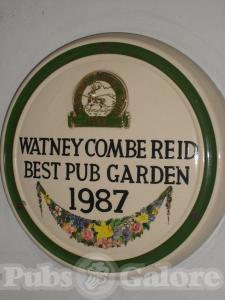 WATNEY COMBE REID
BEST PUB GARDEN
1987
Pubs Galore